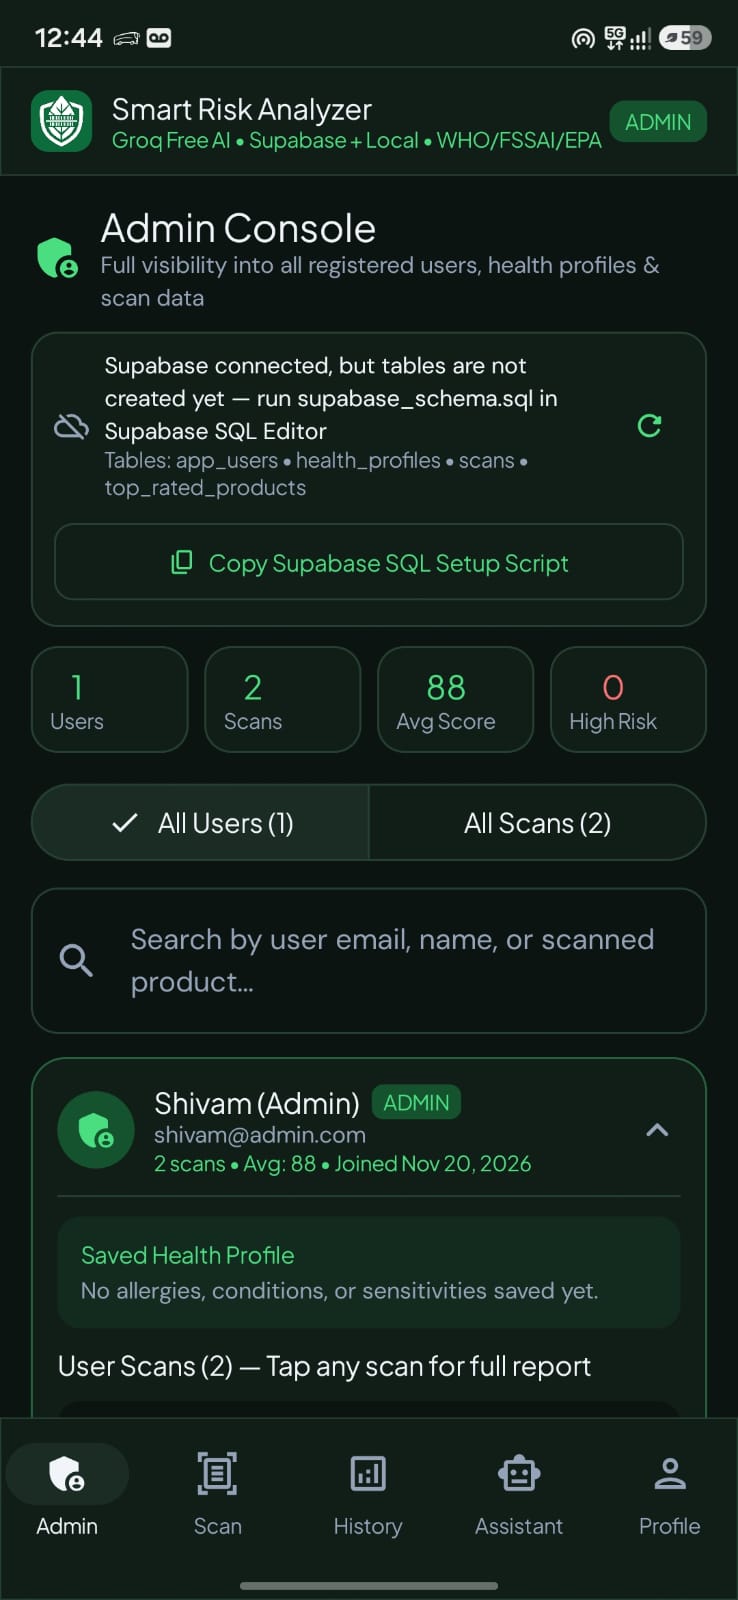 12:44
5G
59
Smart Risk Analyzer
Groq Free AI • Supabase + Local • WHO/FSSAI/EPA
ADMIN
Admin Console
Full visibility into all registered users, health profiles &
scan data
Supabase connected, but tables are not
created yet — run supabase_schema.sql in
Supabase SQL Editor
Tables: app_users • health_profiles • scans •
top_rated_products
Copy Supabase SQL Setup Script
1
Users
2
Scans
88
Avg Score
0
High Risk
All Users (1)
All Scans (2)
Search by user email, name, or scanned
product...
Shivam (Admin)
ADMIN
shivam@admin.com
2 scans • Avg: 88 • Joined Nov 20, 2026
Saved Health Profile
No allergies, conditions, or sensitivities saved yet.
User Scans (2) — Tap any scan for full report
Admin
Scan
History
Assistant
Profile